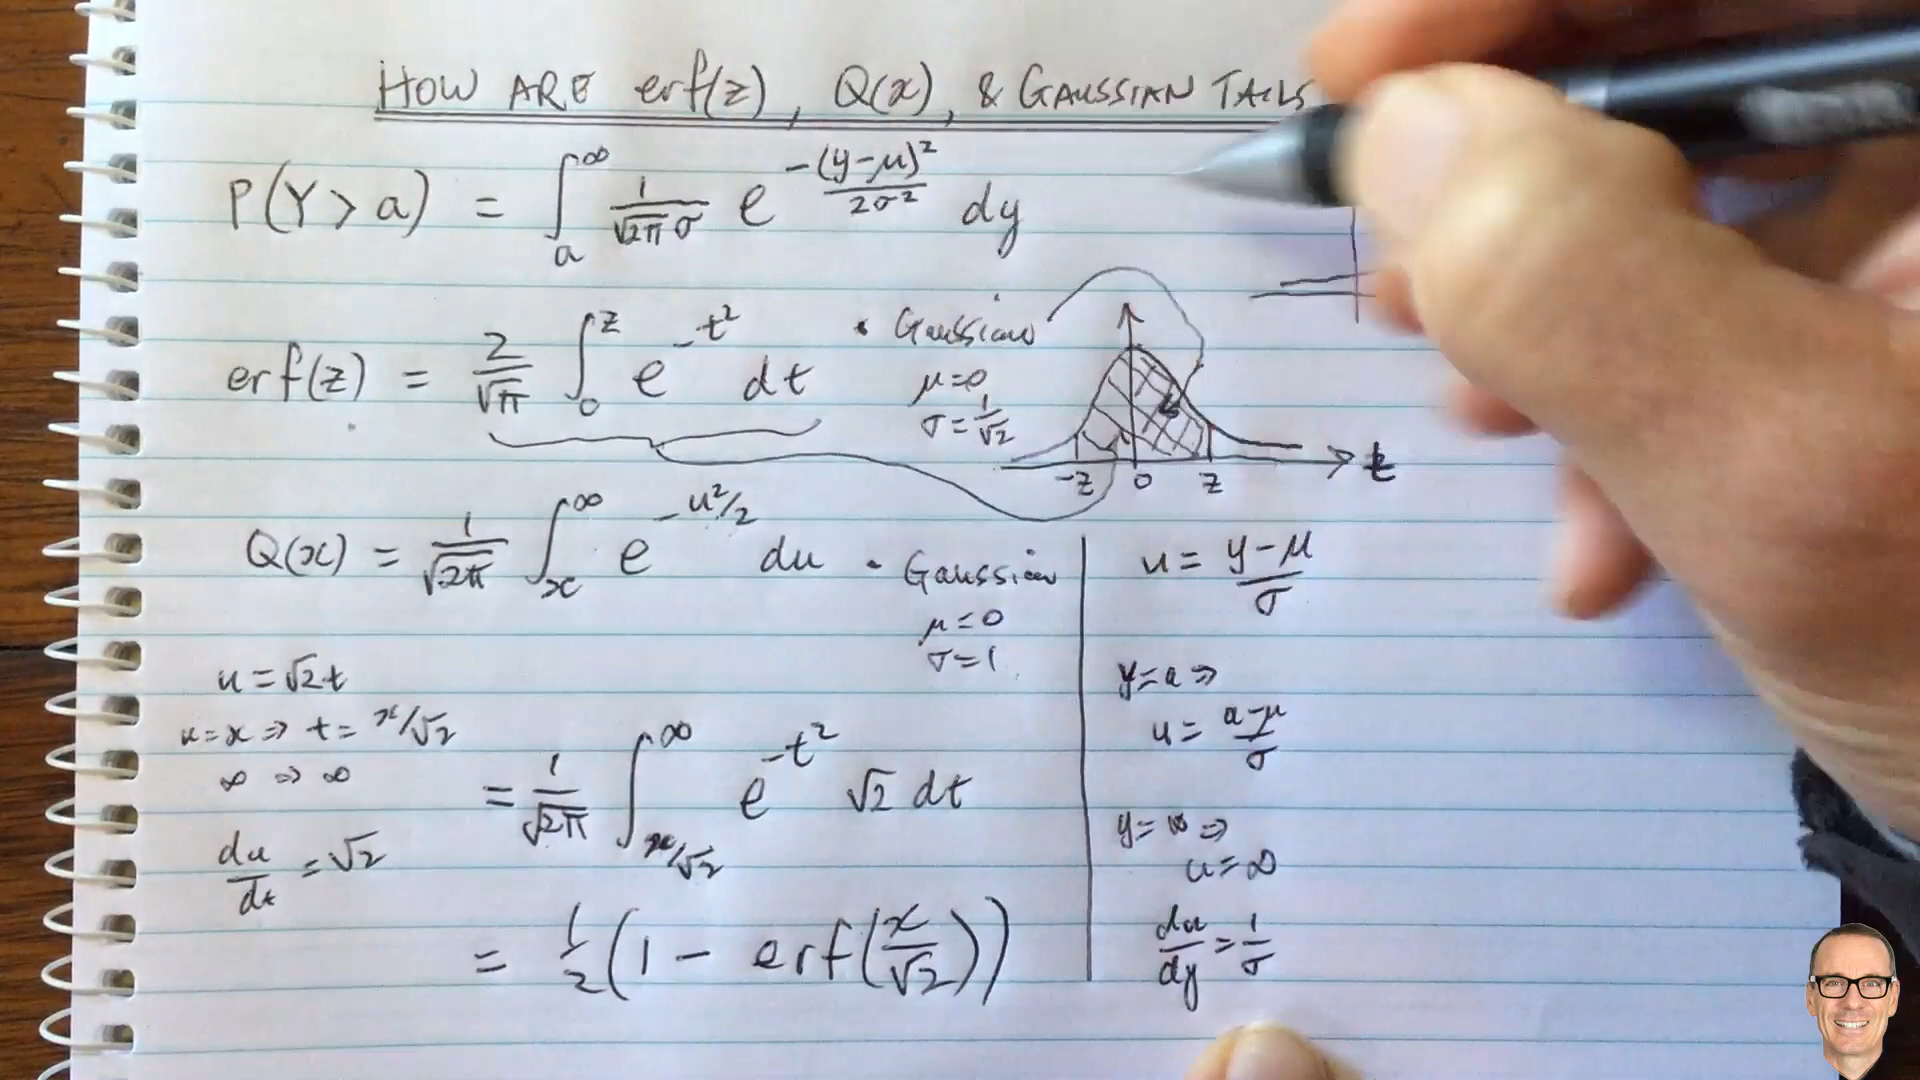 HOW ARE erf(z), Q(x), & GAUSSIAN TAILS
P(Y > a) = ∫_a^∞ 1/(√2π σ) e^(-(y-μ)²/2σ²) dy
erf(z) = 2/√π ∫_0^z e^(-t²) dt
• Gaussian
μ=0
σ=1/√2
-z 0 z t
Q(x) = 1/√2π ∫_x^∞ e^(-u²/2) du
• Gaussian
μ=0
σ=1
u = √2t
u=x ⇒ t = x/√2
∞ ⇒ ∞
du/dt = √2
= 1/√2π ∫_(x/√2)^∞ e^(-t²) √2 dt
= 1/2 (1 - erf(x/√2))
u = (y-μ)/σ
y=a ⇒
u = (a-μ)/σ
y=∞ ⇒
u=∞
du/dy = 1/σ